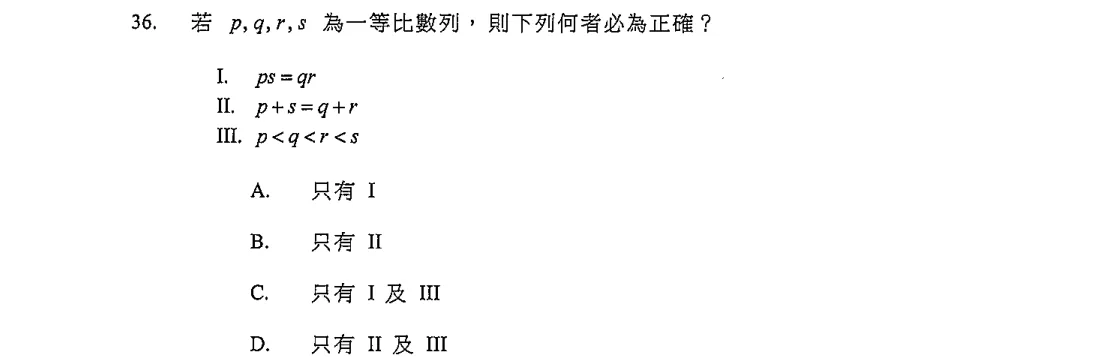 36. 若 p, q, r, s 為一等比數列，則下列何者必為正確？
I. ps = qr
II. p + s = q + r
III. p < q < r < s
A. 只有 I
B. 只有 II
C. 只有 I 及 III
D. 只有 II 及 III